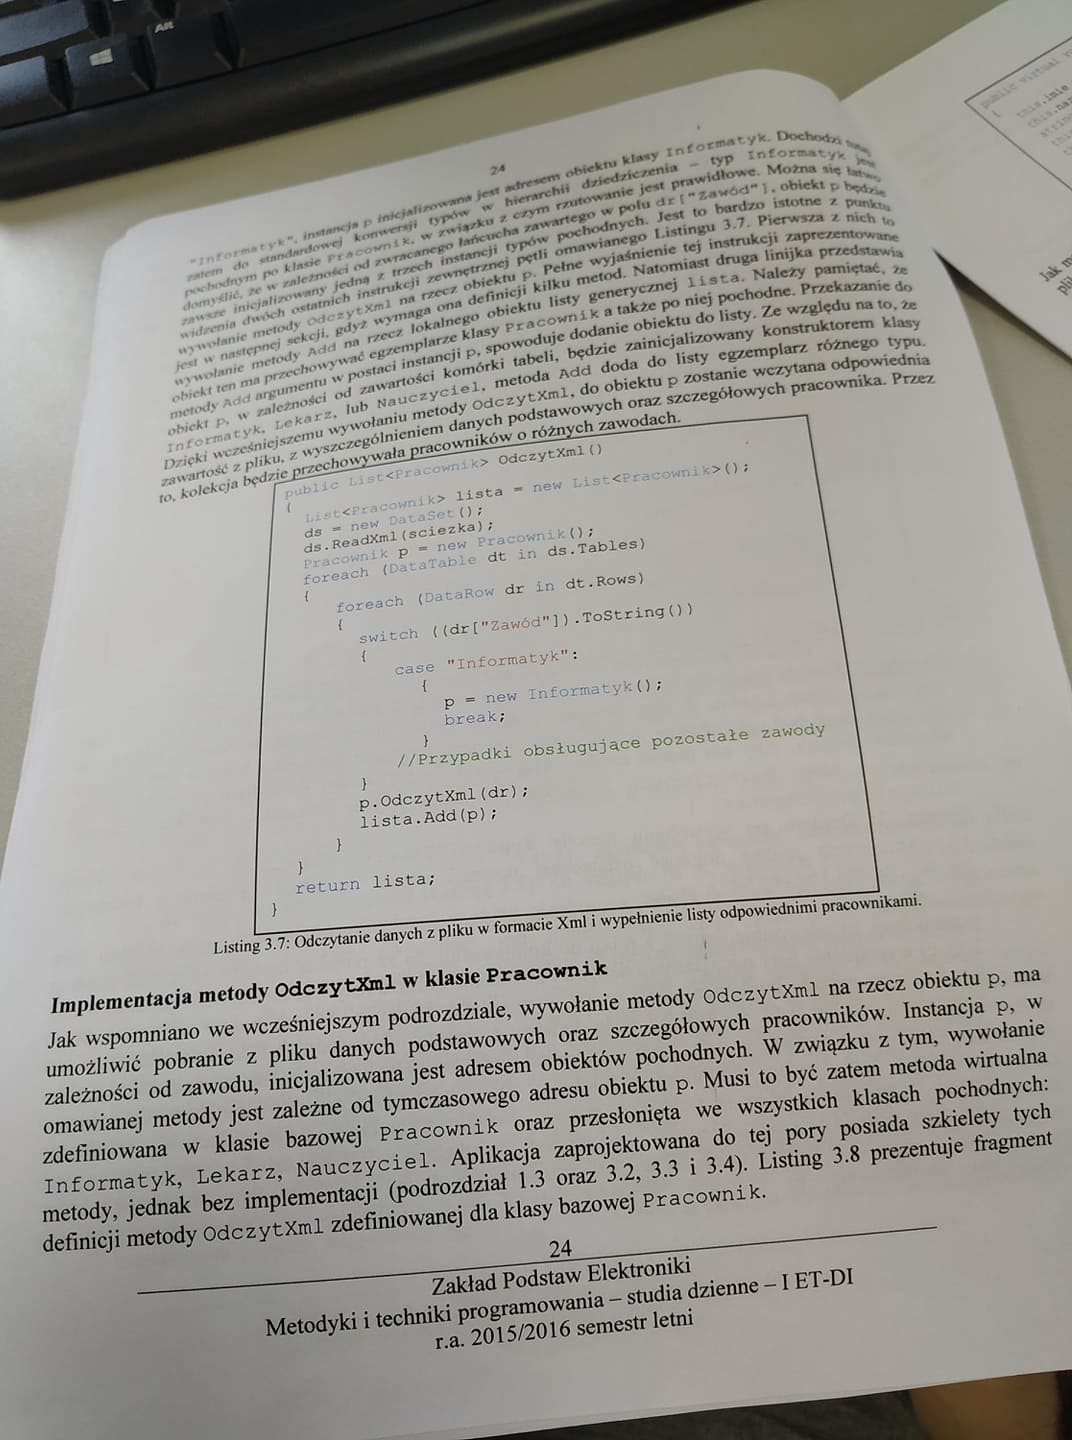 24
"Informatyk", instancja p inicjalizowana jest adresem obiektu klasy Informatyk. Dochodzi
zatem do standardowej konwersji typów w hierarchii dziedziczenia – typ Informatyk jest
pochodnym po klasie Pracownik, w związku z czym rzutowanie jest prawidłowe. Można się łatwo
domyślić, że w zależności od zwracanego łańcucha zawartego w polu dr["Zawód"], obiekt p będzie
zawsze inicjalizowany jedną z trzech instancji typów pochodnych. Jest to bardzo istotne z punktu
widzenia dwóch ostatnich instrukcji zewnętrznej pętli omawianego Listingu 3.7. Pierwsza z nich to
wywołanie metody OdczytXml na rzecz obiektu p. Pełne wyjaśnienie tej instrukcji zaprezentowane
jest w następnej sekcji, gdyż wymaga ona definicji kilku metod. Natomiast druga linijka przedstawia
wywołanie metody Add na rzecz lokalnego obiektu listy generycznej lista. Należy pamiętać, że
obiekt ten ma przechowywać egzemplarze klasy Pracownik a także po niej pochodne. Przekazanie do
metody Add argumentu w postaci instancji p, spowoduje dodanie obiektu do listy. Ze względu na to, że
obiekt p, w zależności od zawartości komórki tabeli, będzie zainicjalizowany konstruktorem klasy
Informatyk, Lekarz, lub Nauczyciel, metoda Add doda do listy egzemplarz różnego typu.
Dzięki wcześniejszemu wywołaniu metody OdczytXml, do obiektu p zostanie wczytana odpowiednia
zawartość z pliku, z wyszczególnieniem danych podstawowych oraz szczegółowych pracownika. Przez
to, kolekcja będzie przechowywała pracowników o różnych zawodach.
public List<Pracownik> OdczytXml()
{
List<Pracownik> lista = new List<Pracownik>();
ds = new DataSet();
ds.ReadXml(sciezka);
Pracownik p = new Pracownik();
foreach (DataTable dt in ds.Tables)
{
foreach (DataRow dr in dt.Rows)
{
switch ((dr["Zawód"]).ToString())
{
case "Informatyk":
{
p = new Informatyk();
break;
}
//Przypadki obsługujące pozostałe zawody
}
p.OdczytXml(dr);
lista.Add(p);
}
}
return lista;
}
Listing 3.7: Odczytanie danych z pliku w formacie Xml i wypełnienie listy odpowiednimi pracownikami.
Implementacja metody OdczytXml w klasie Pracownik
Jak wspomniano we wcześniejszym podrozdziale, wywołanie metody OdczytXml na rzecz obiektu p, ma
umożliwić pobranie z pliku danych podstawowych oraz szczegółowych pracowników. Instancja p, w
zależności od zawodu, inicjalizowana jest adresem obiektów pochodnych. W związku z tym, wywołanie
omawianej metody jest zależne od tymczasowego adresu obiektu p. Musi to być zatem metoda wirtualna
zdefiniowana w klasie bazowej Pracownik oraz przesłonięta we wszystkich klasach pochodnych:
Informatyk, Lekarz, Nauczyciel. Aplikacja zaprojektowana do tej pory posiada szkielety tych
metody, jednak bez implementacji (podrozdział 1.3 oraz 3.2, 3.3 i 3.4). Listing 3.8 prezentuje fragment
definicji metody OdczytXml zdefiniowanej dla klasy bazowej Pracownik.
24
Zakład Podstaw Elektroniki
Metodyki i techniki programowania – studia dzienne – I ET-DI
r.a. 2015/2016 semestr letni
public virtual
{
this.imie
Jak